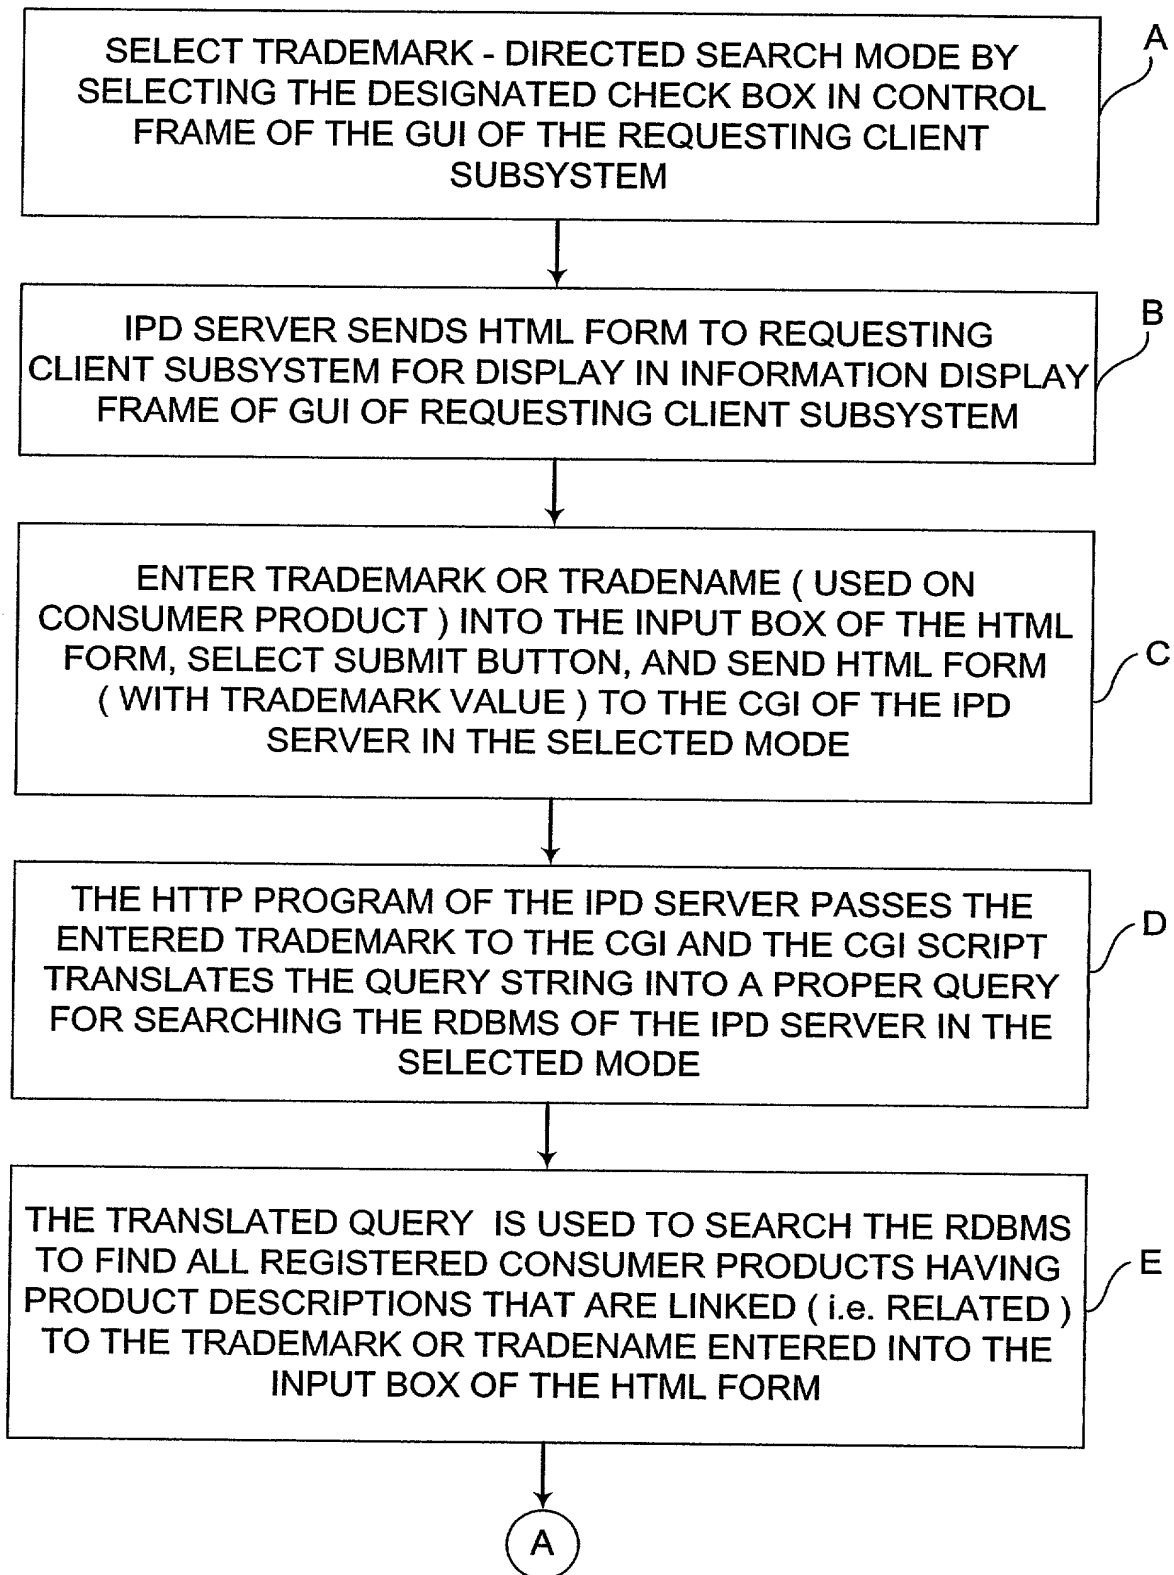 SELECT TRADEMARK - DIRECTED SEARCH MODE BY
SELECTING THE DESIGNATED CHECK BOX IN CONTROL
FRAME OF THE GUI OF THE REQUESTING CLIENT
SUBSYSTEM
A
IPD SERVER SENDS HTML FORM TO REQUESTING
CLIENT SUBSYSTEM FOR DISPLAY IN INFORMATION DISPLAY
FRAME OF GUI OF REQUESTING CLIENT SUBSYSTEM
B
ENTER TRADEMARK OR TRADENAME ( USED ON
CONSUMER PRODUCT ) INTO THE INPUT BOX OF THE HTML
FORM, SELECT SUBMIT BUTTON, AND SEND HTML FORM
( WITH TRADEMARK VALUE ) TO THE CGI OF THE IPD
SERVER IN THE SELECTED MODE
C
THE HTTP PROGRAM OF THE IPD SERVER PASSES THE
ENTERED TRADEMARK TO THE CGI AND THE CGI SCRIPT
TRANSLATES THE QUERY STRING INTO A PROPER QUERY
FOR SEARCHING THE RDBMS OF THE IPD SERVER IN THE
SELECTED MODE
D
THE TRANSLATED QUERY IS USED TO SEARCH THE RDBMS
TO FIND ALL REGISTERED CONSUMER PRODUCTS HAVING
PRODUCT DESCRIPTIONS THAT ARE LINKED ( i.e. RELATED )
TO THE TRADEMARK OR TRADENAME ENTERED INTO THE
INPUT BOX OF THE HTML FORM
E
A